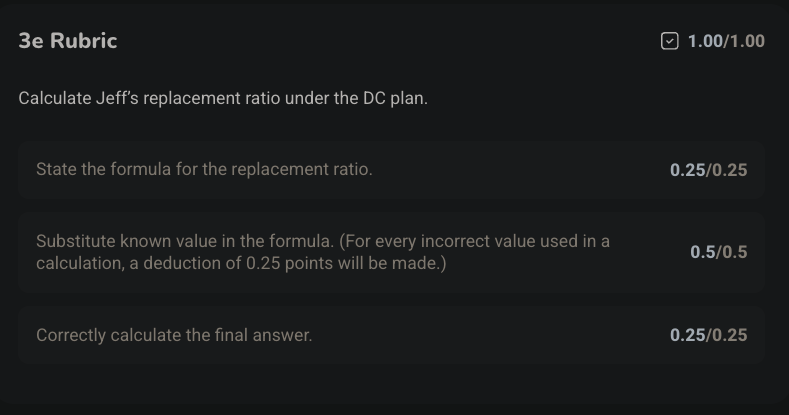 3e Rubric
1.00/1.00
Calculate Jeff's replacement ratio under the DC plan.
State the formula for the replacement ratio.
0.25/0.25
Substitute known value in the formula. (For every incorrect value used in a
calculation, a deduction of 0.25 points will be made.)
0.5/0.5
Correctly calculate the final answer.
0.25/0.25